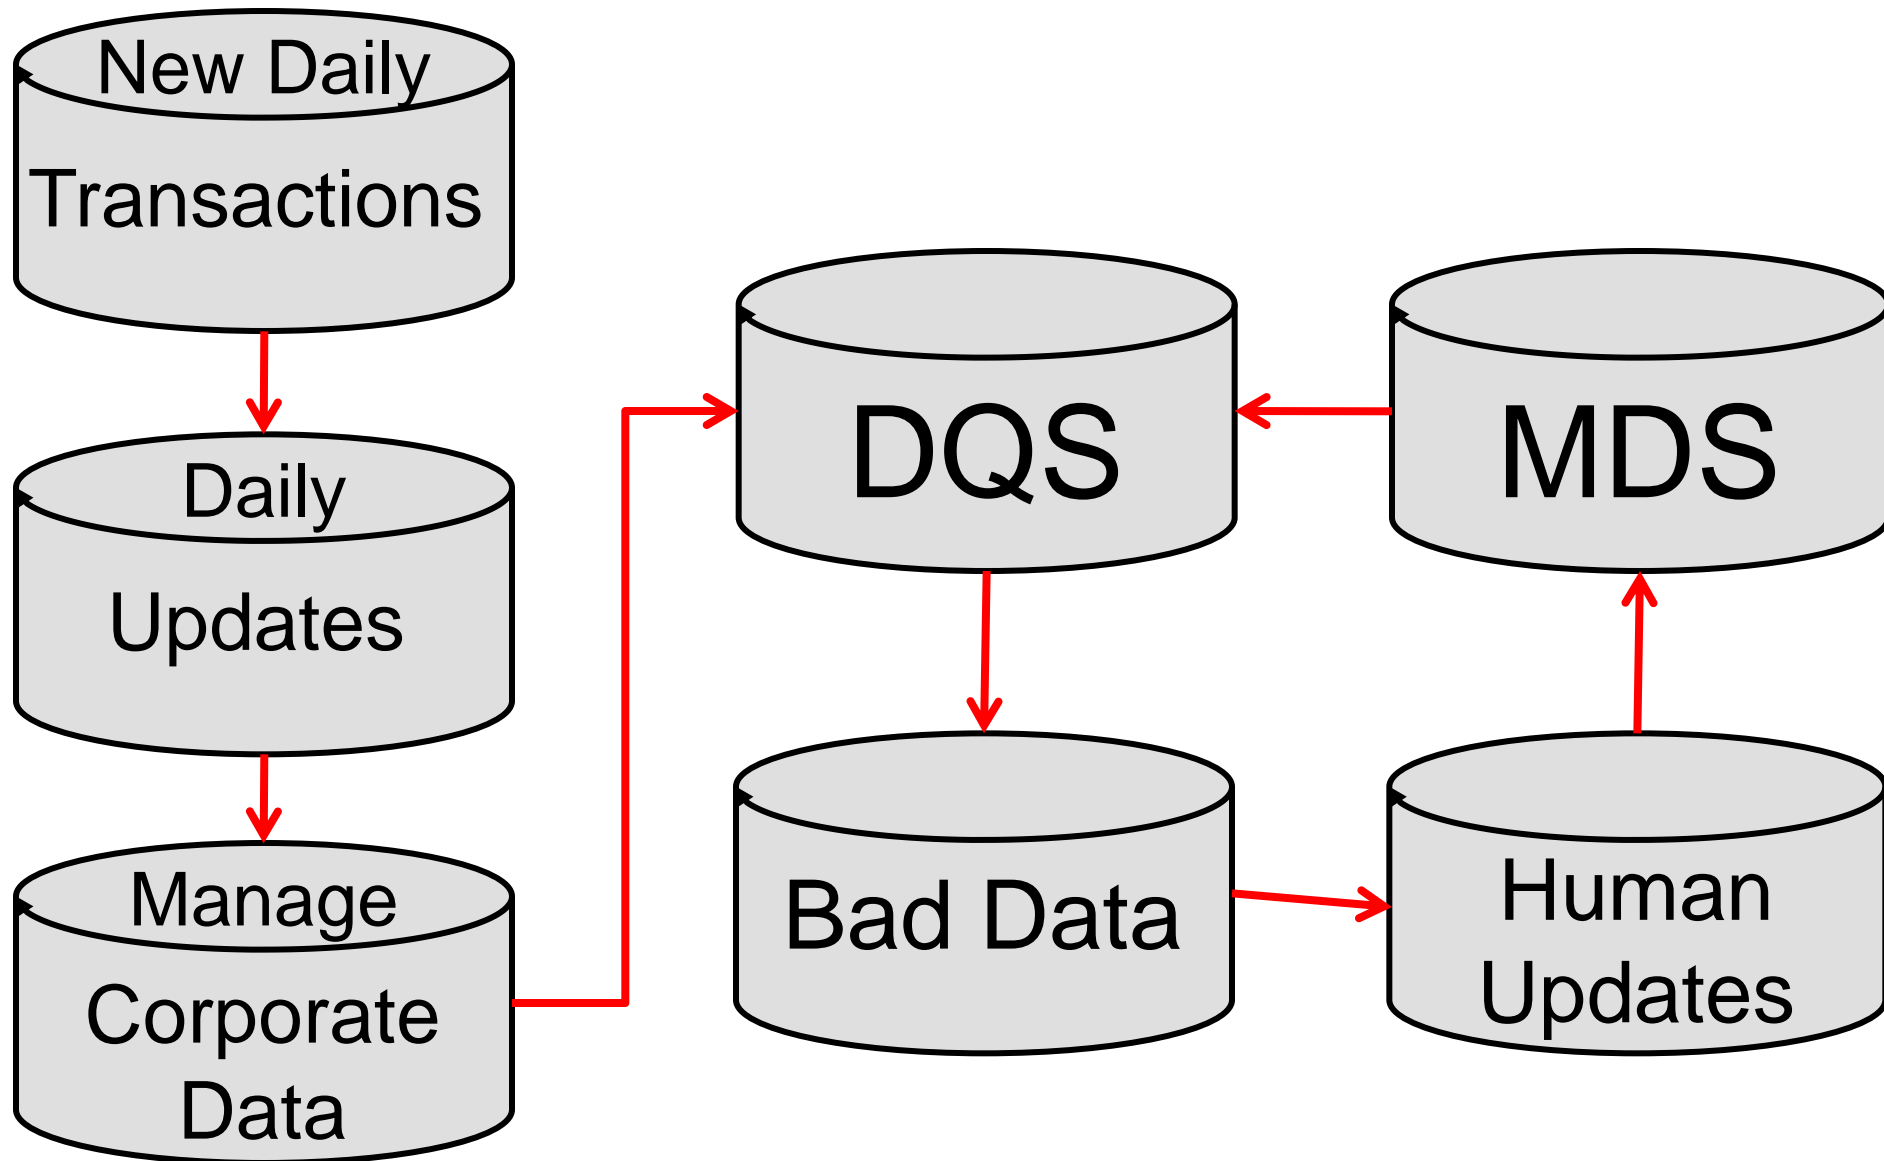 New Daily
Transactions
Daily
Updates
Manage
Corporate
Data
DQS
MDS
Bad Data
Human
Updates